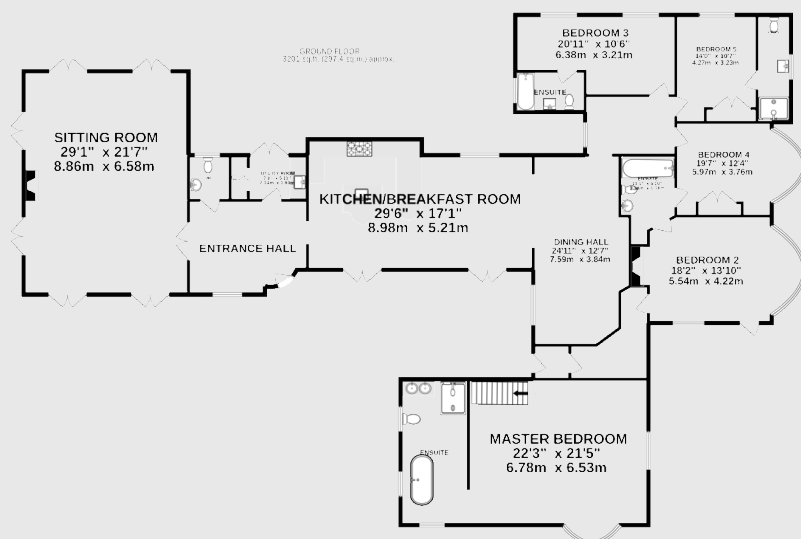 GROUND FLOOR
3201 sq.ft. (297.4 sq.m.) approx.
BEDROOM 3
20'11" x 10'6"
6.38m x 3.21m
BEDROOM 5
14'0" x 10'7"
4.27m x 3.23m
ENSUITE
SITTING ROOM
29'1" x 21'7"
8.86m x 6.58m
BEDROOM 4
19'7" x 12'4"
5.97m x 3.76m
ENSUITE
KITCHEN/BREAKFAST ROOM
29'6" x 17'1"
8.98m x 5.21m
ENTRANCE HALL
DINING HALL
24'11" x 12'7"
7.59m x 3.84m
BEDROOM 2
18'2" x 13'10"
5.54m x 4.22m
MASTER BEDROOM
22'3" x 21'5"
6.78m x 6.53m
ENSUITE